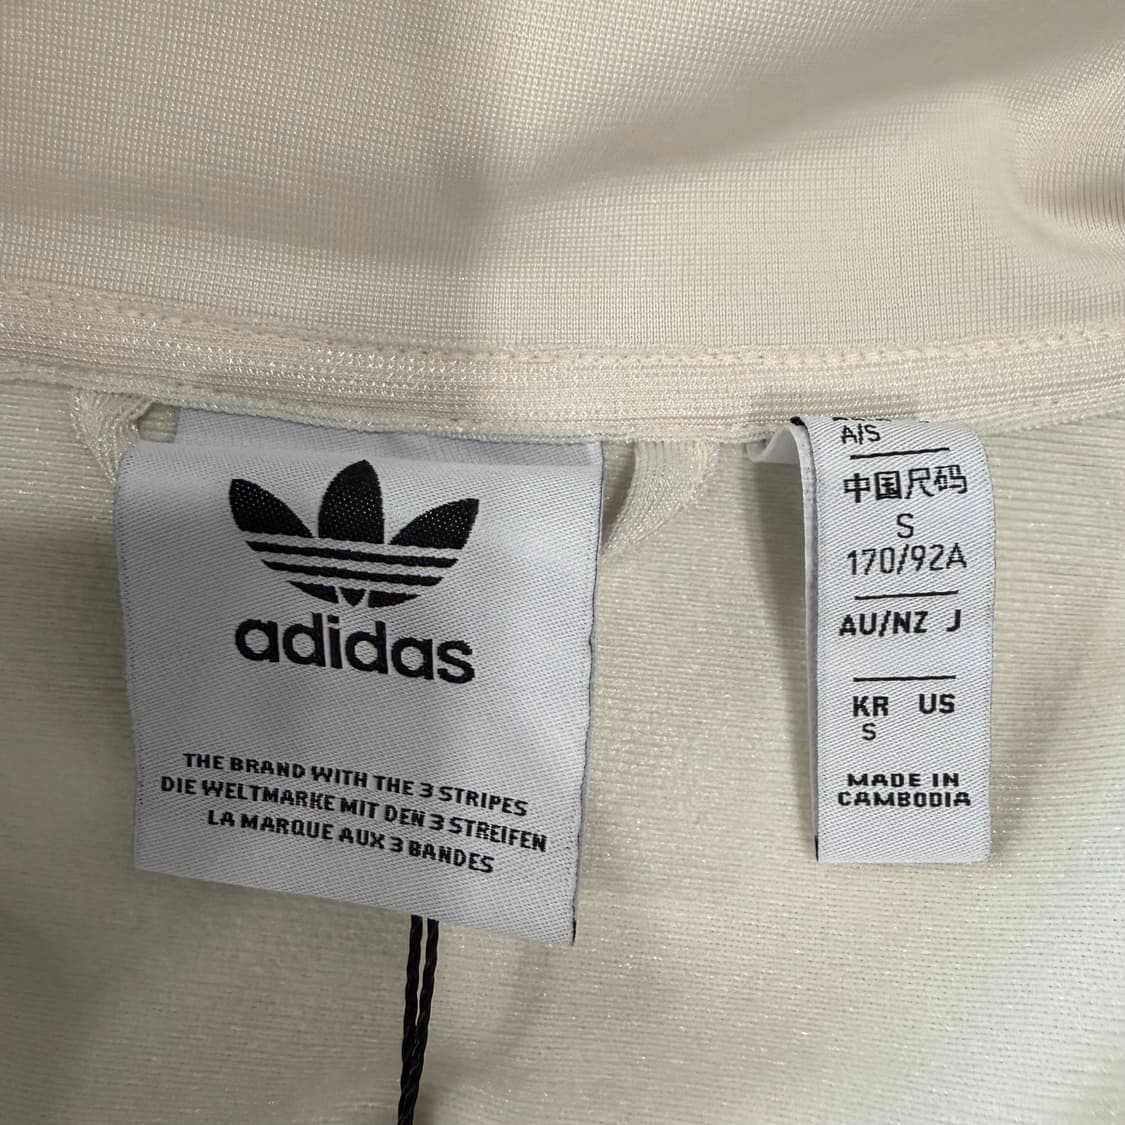 adidas
THE BRAND WITH THE 3 STRIPES
DIE WELTMARKE MIT DEN 3 STREIFEN
LA MARQUE AUX 3 BANDES
A/S
中国尺码
S
170/92A
AU/NZ J
KR US
S
MADE IN
CAMBODIA